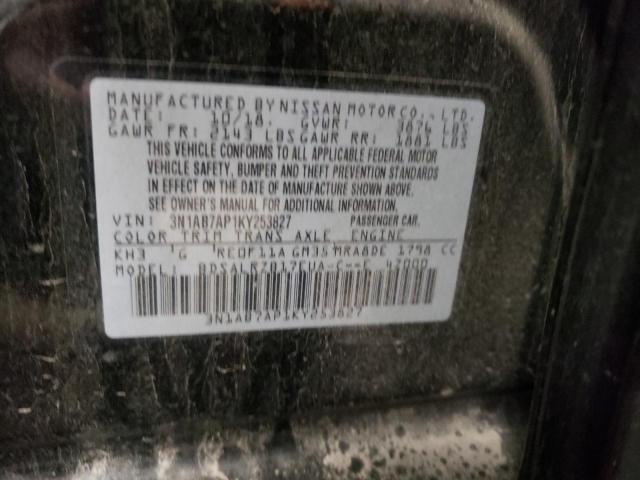 MANUFACTURED BY NISSAN MOTOR CO., LTD.
DATE: 10/18. GVWR: 3876 LBS
GAWR FR: 2143 LBS GAWR RR: 1881 LBS
THIS VEHICLE CONFORMS TO ALL APPLICABLE FEDERAL MOTOR
VEHICLE SAFETY, BUMPER AND THEFT PREVENTION STANDARDS
IN EFFECT ON THE DATE OF MANUFACTURE SHOWN ABOVE.
SEE OWNER'S MANUAL FOR ADDITIONAL INFORMATION.
VIN: 3N1AB7AP1KY253827 PASSENGER CAR.
COLOR TRIM TRANS AXLE ENGINE
KH3 G RE0F11A GM35 MRA8DE 1798 CC
MODEL: BDSALRZB17EUA-C--E 42000
3N1AB7AP1KY253827